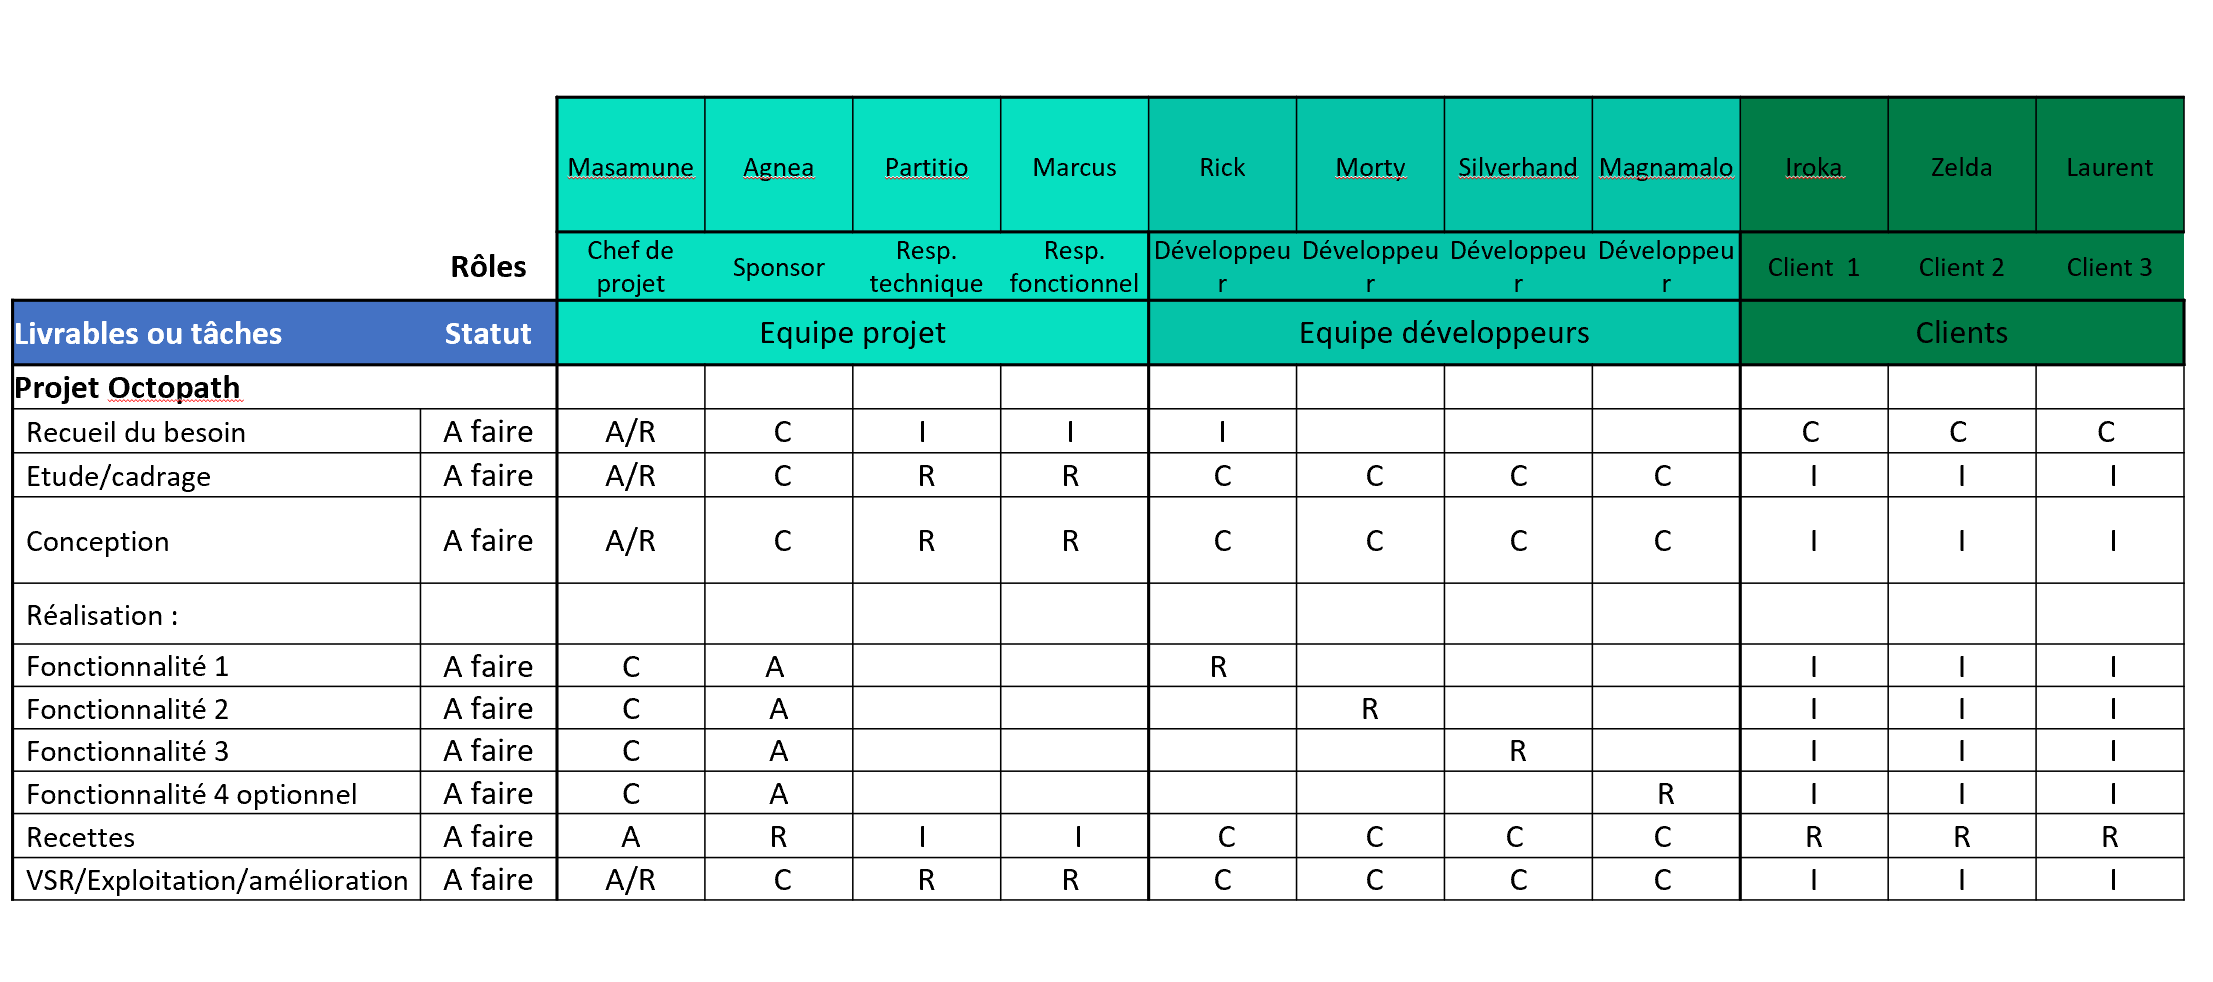 Masamune Agnea Partitio Marcus Rick Morty Silverhand Magnamalo Iroka Zelda Laurent
Rôles Chef de projet Sponsor Resp. technique Resp. fonctionnel Développeur Développeur Développeur Développeur Client 1 Client 2 Client 3
Livrables ou tâches Statut Equipe projet Equipe développeurs Clients
Projet Octopath
Recueil du besoin A faire A/R C I I I C C C
Etude/cadrage A faire A/R C R R C C C C I I I
Conception A faire A/R C R R C C C C I I I
Réalisation :
Fonctionnalité 1 A faire C A R I I I
Fonctionnalité 2 A faire C A R I I I
Fonctionnalité 3 A faire C A R I I I
Fonctionnalité 4 optionnel A faire C A R I I I
Recettes A faire A R I I C C C C R R R
VSR/Exploitation/amélioration A faire A/R C R R C C C C I I I